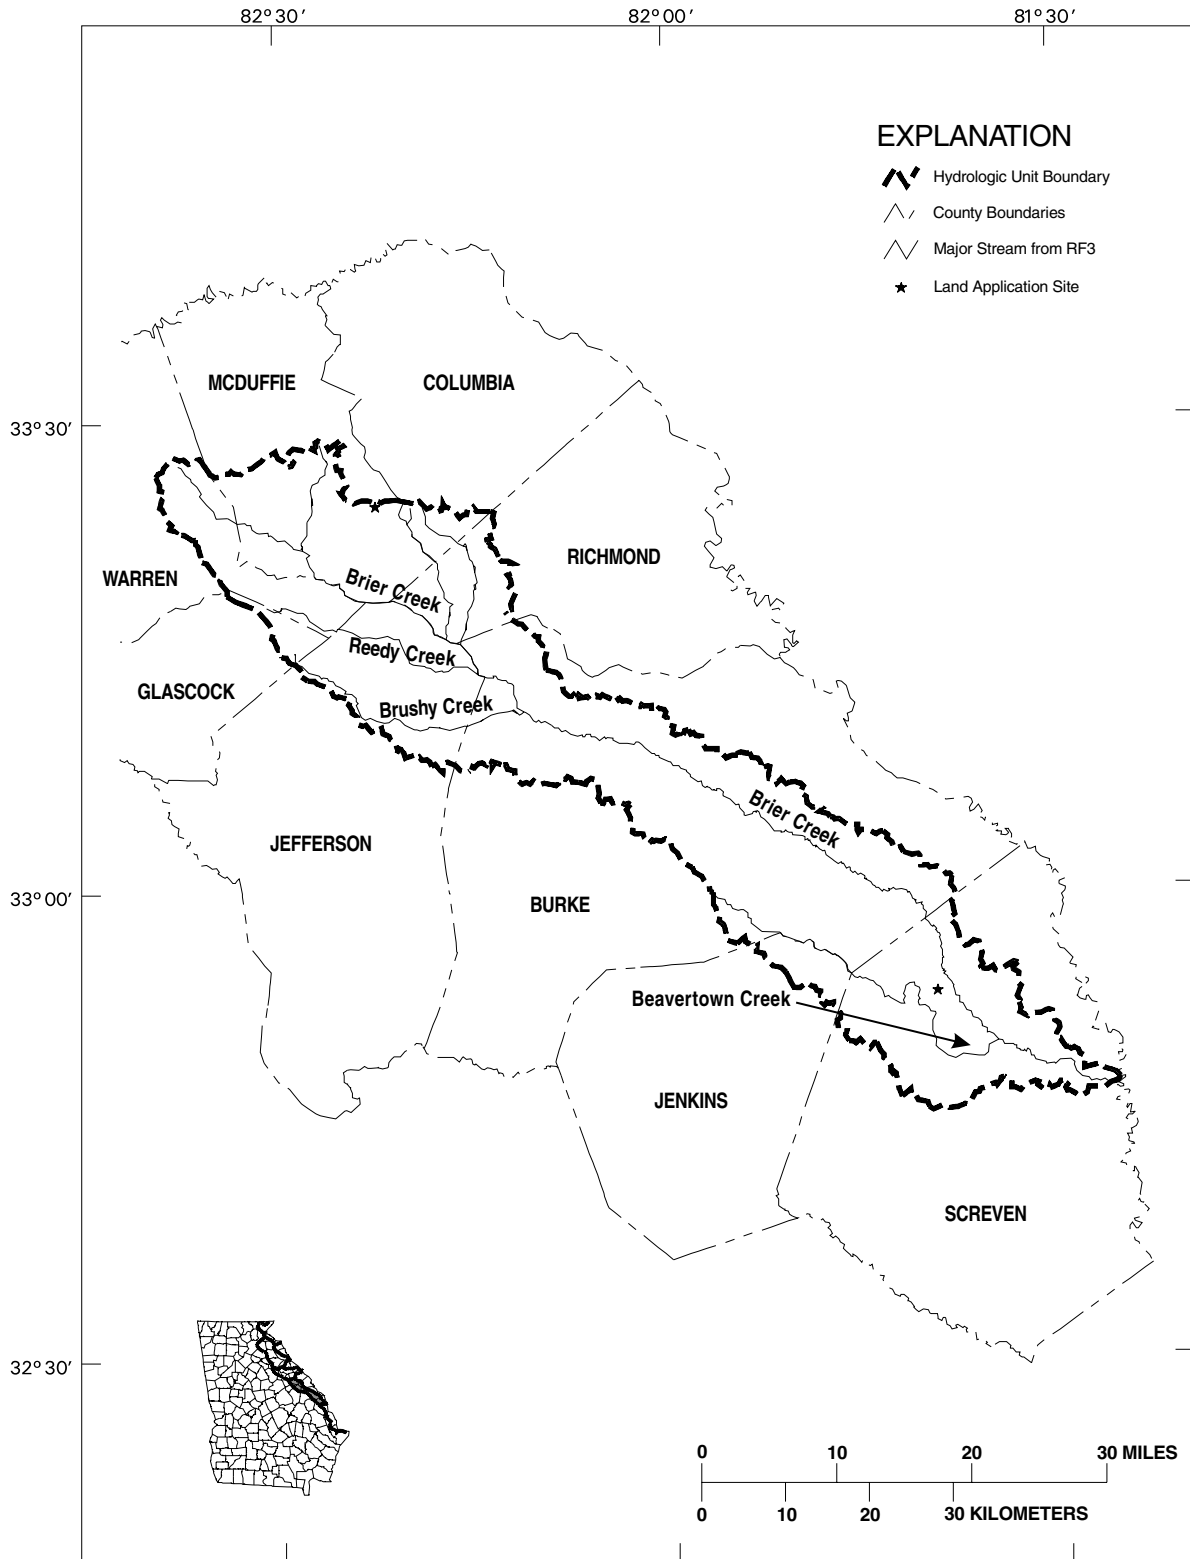 82° 30′
82° 00′
81° 30′
EXPLANATION
Hydrologic Unit Boundary
County Boundaries
Major Stream from RF3
Land Application Site
MCDUFFIE
COLUMBIA
33° 30′
RICHMOND
WARREN
Brier Creek
Reedy Creek
GLASCOCK
Brushy Creek
Brier Creek
JEFFERSON
33° 00′
BURKE
Beavertown Creek
JENKINS
SCREVEN
32° 30′
0 10 20 30 MILES
0 10 20 30 KILOMETERS